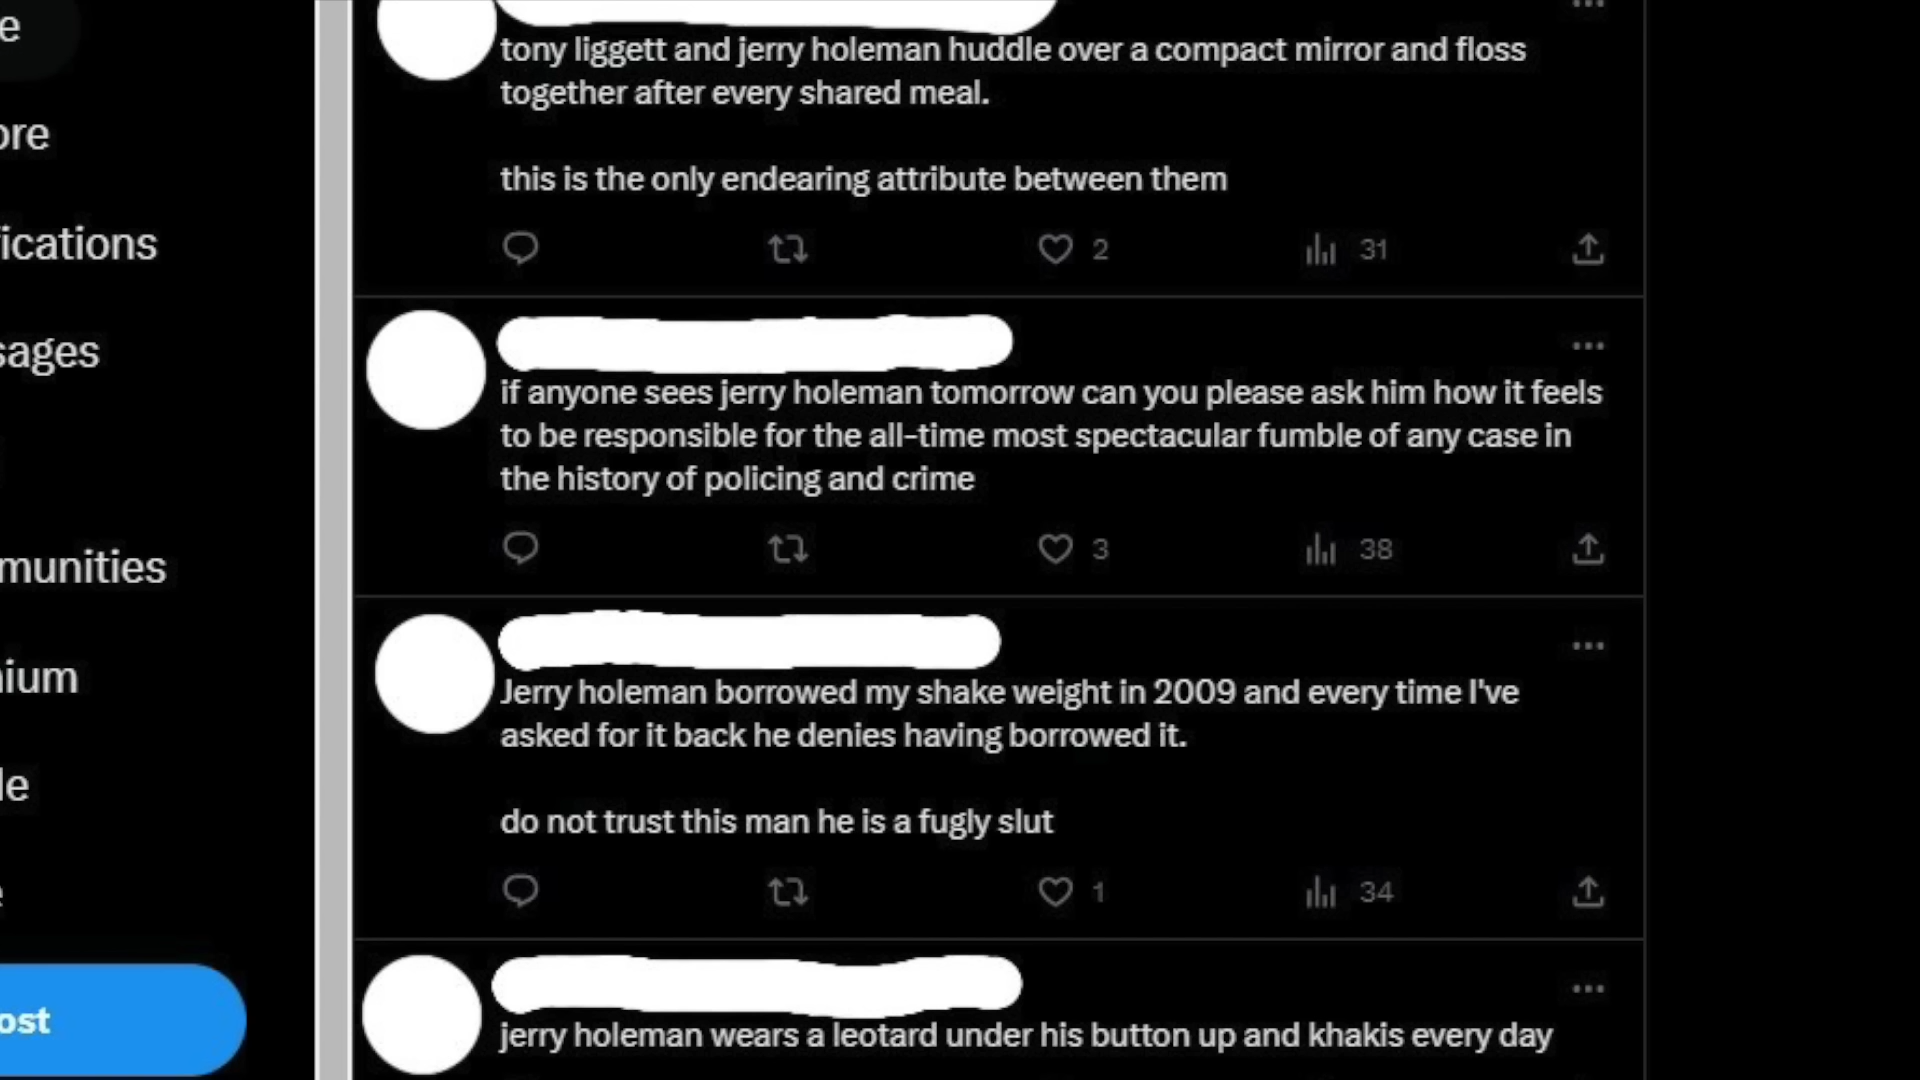 e
ore
ications
sages
munities
ium
le
e
ost
tony liggett and jerry holeman huddle over a compact mirror and floss
together after every shared meal.
this is the only endearing attribute between them
2 31
if anyone sees jerry holeman tomorrow can you please ask him how it feels
to be responsible for the all-time most spectacular fumble of any case in
the history of policing and crime
3 38
Jerry holeman borrowed my shake weight in 2009 and every time I've
asked for it back he denies having borrowed it.
do not trust this man he is a fugly slut
1 34
jerry holeman wears a leotard under his button up and khakis every day